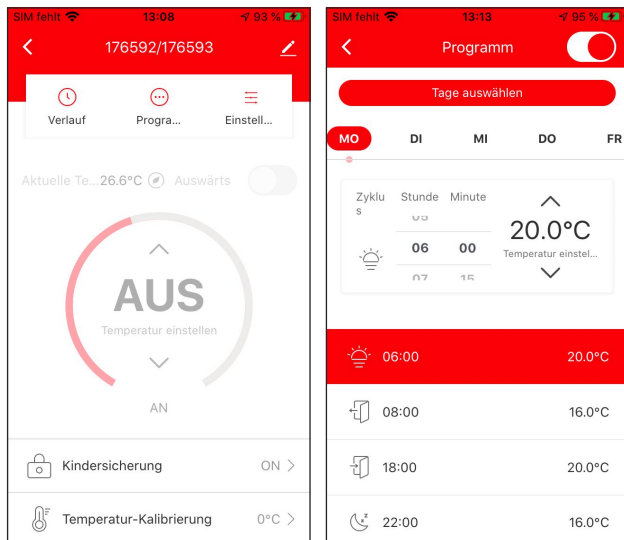 SIM fehlt 13:08 93 %
176592/176593
Verlauf Progra... Einstell...
Aktuelle Te...26.6°C Auswärts
AUS
Temperatur einstellen
AN
Kindersicherung ON
Temperatur-Kalibrierung 0°C
SIM fehlt 13:13 95 %
Programm
Tage auswählen
MO DI MI DO FR
Zyklu
s
Stunde Minute
05
06 00
07 15
20.0°C
Temperatur einstel...
06:00 20.0°C
08:00 16.0°C
18:00 20.0°C
22:00 16.0°C